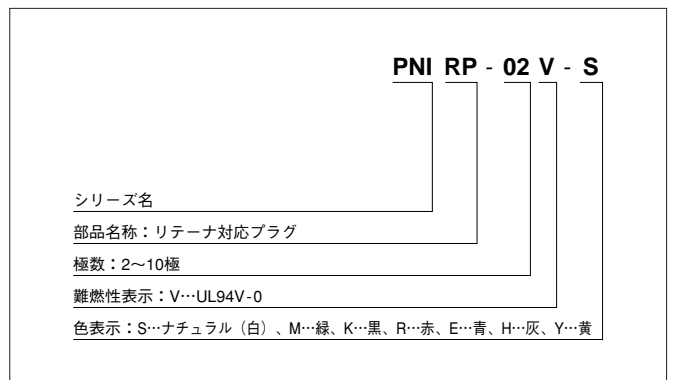 PNI RP - 02 V - S
シリーズ名
部品名称：リテーナ対応プラグ
極数：2〜10極
難燃性表示：V…UL94V-0
色表示：S…ナチュラル（白）、M…緑、K…黒、R…赤、E…青、H…灰、Y…黄